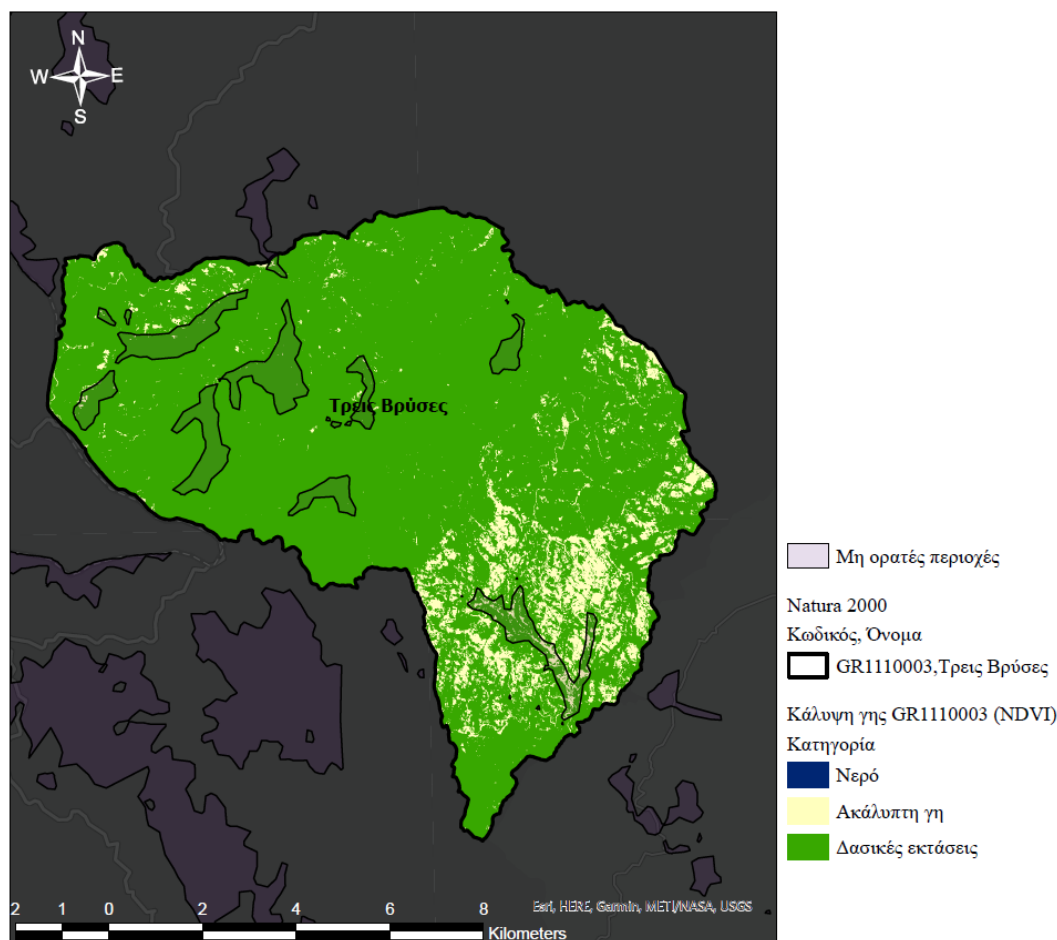 N
W E
S
Τρεις Βρύσες
2 1 0 2 4 6 8
Kilometers
Esri, HERE, Garmin, METI/NASA, USGS
Μη ορατές περιοχές
Natura 2000
Κωδικός, Όνομα
GR1110003,Τρεις Βρύσες
Κάλυψη γης GR1110003 (NDVI)
Κατηγορία
Νερό
Ακάλυπτη γη
Δασικές εκτάσεις